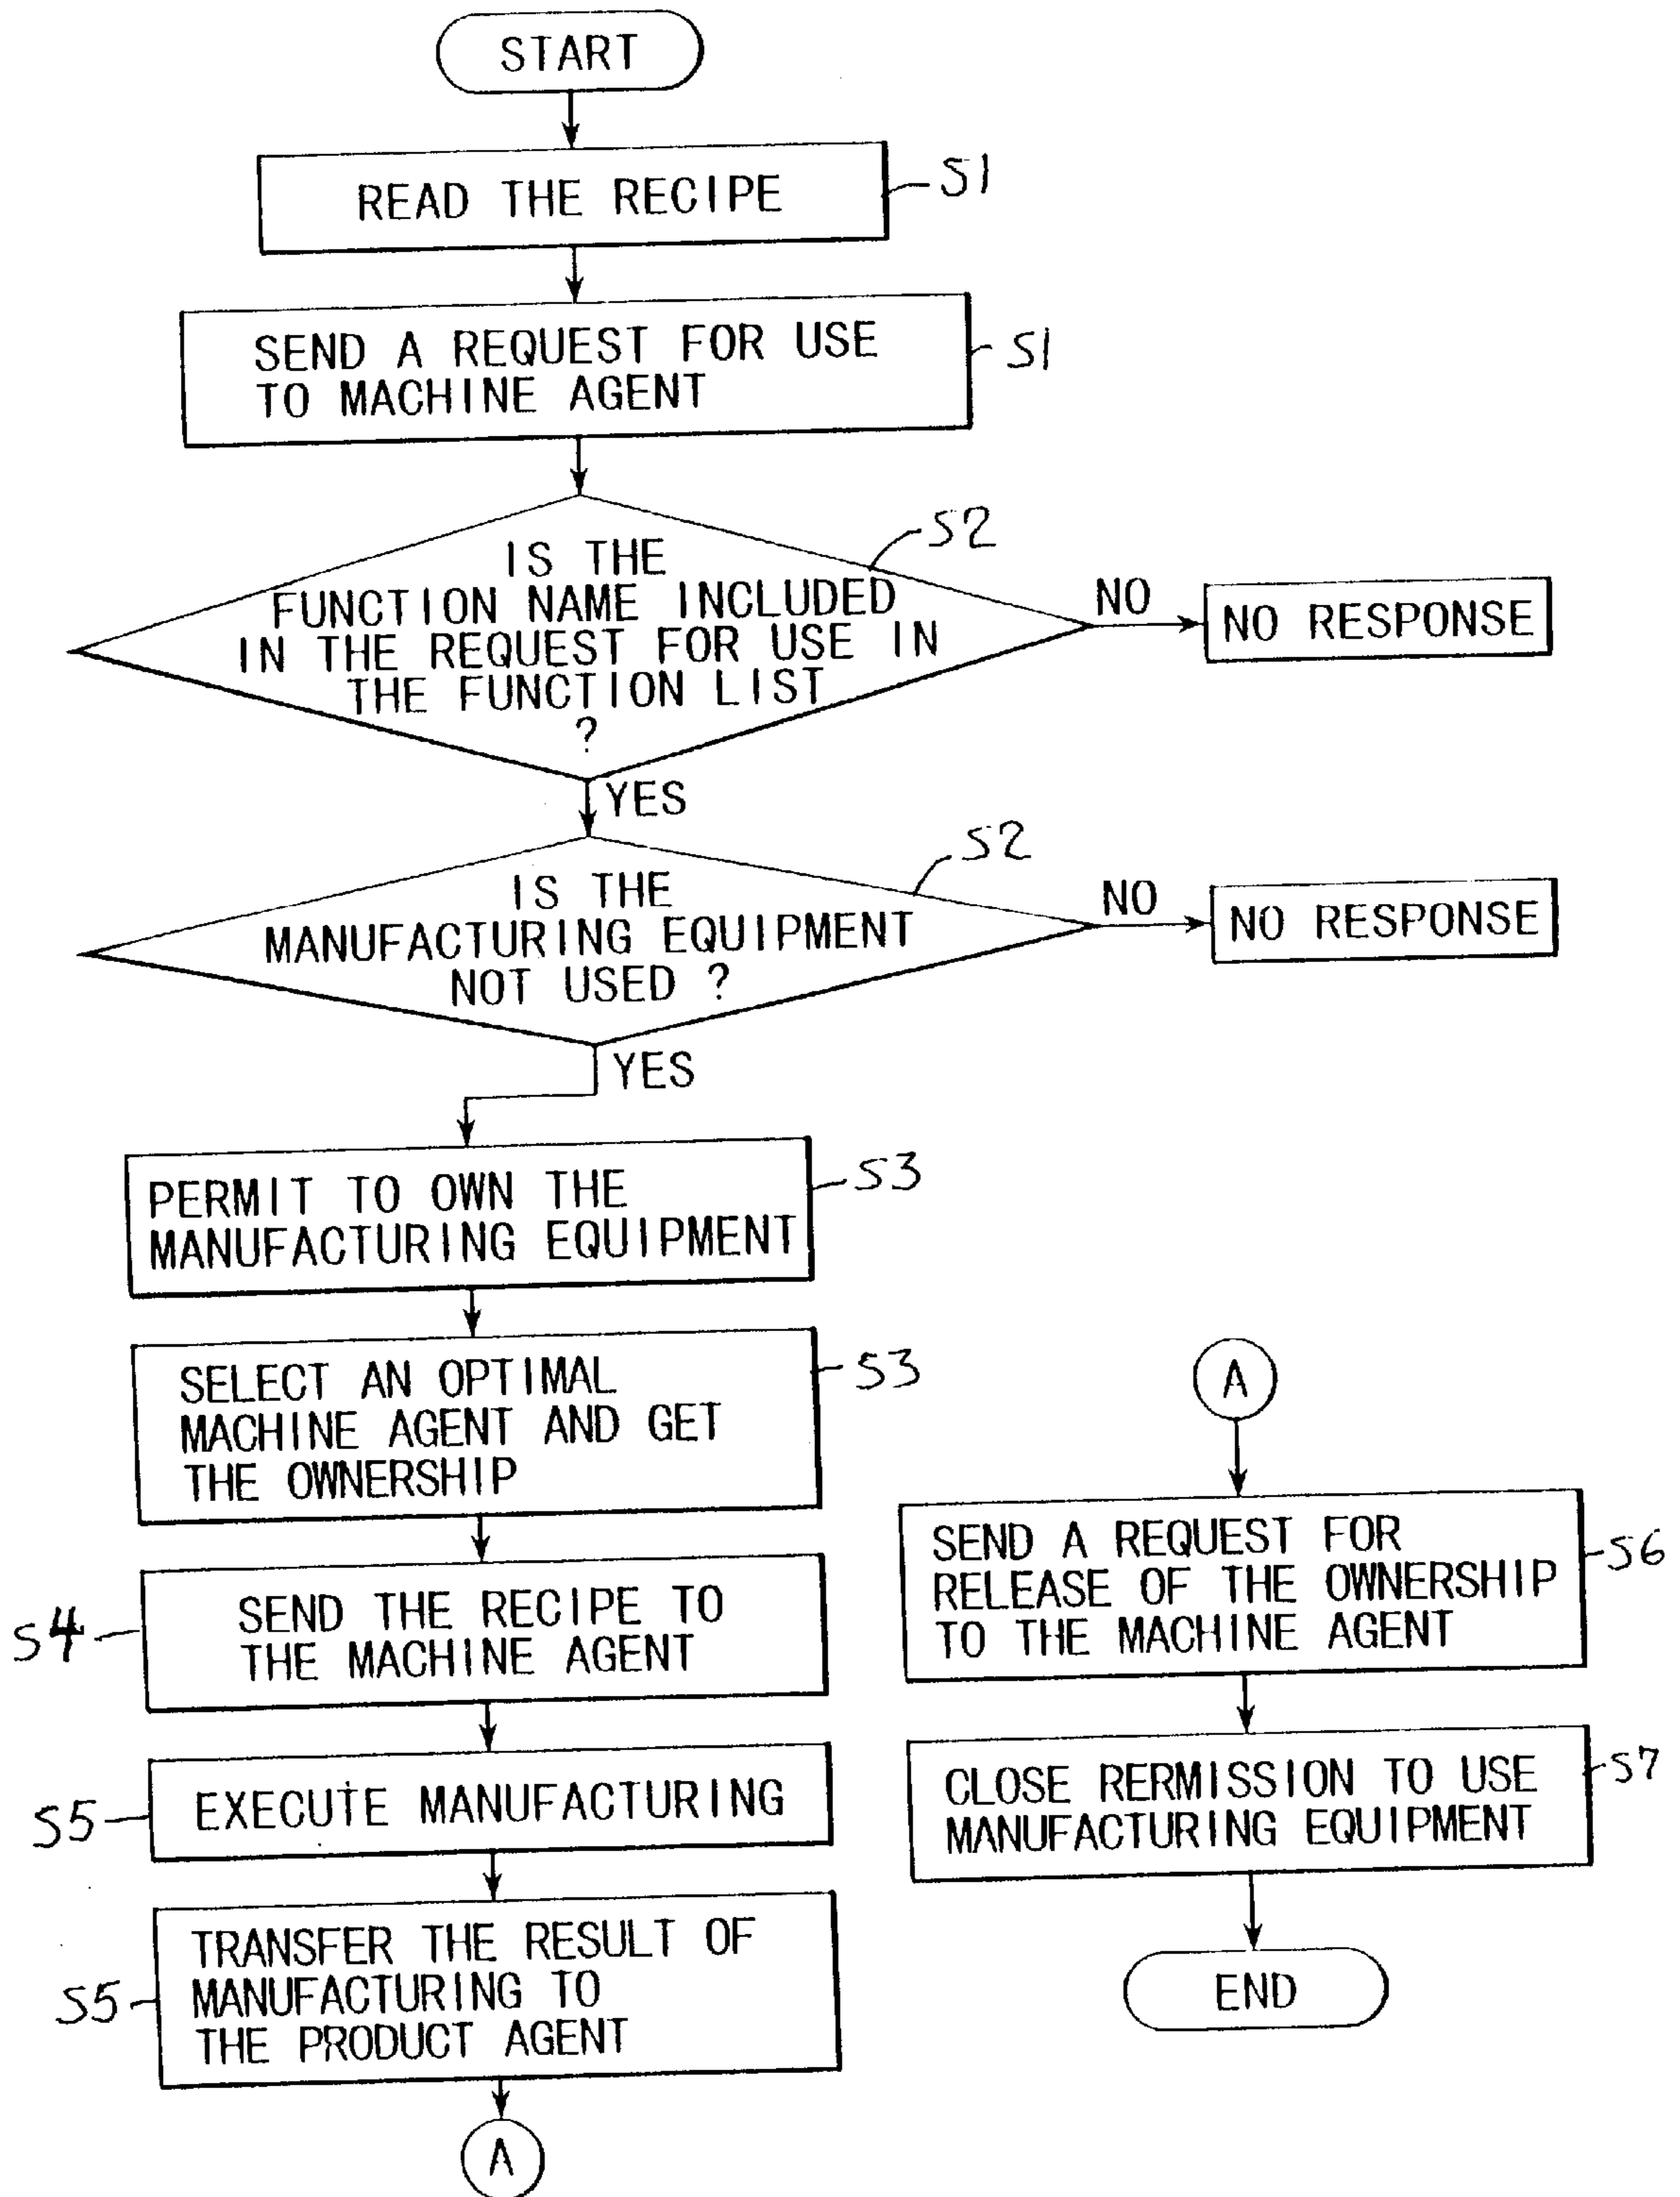 START
READ THE RECIPE
S1
SEND A REQUEST FOR USE
TO MACHINE AGENT
S1
IS THE
FUNCTION NAME INCLUDED
IN THE REQUEST FOR USE IN
THE FUNCTION LIST
?
S2
NO
NO RESPONSE
YES
IS THE
MANUFACTURING EQUIPMENT
NOT USED ?
S2
NO
NO RESPONSE
YES
PERMIT TO OWN THE
MANUFACTURING EQUIPMENT
S3
SELECT AN OPTIMAL
MACHINE AGENT AND GET
THE OWNERSHIP
S3
SEND THE RECIPE TO
THE MACHINE AGENT
S4
EXECUTE MANUFACTURING
S5
TRANSFER THE RESULT OF
MANUFACTURING TO
THE PRODUCT AGENT
S5
A
A
SEND A REQUEST FOR
RELEASE OF THE OWNERSHIP
TO THE MACHINE AGENT
S6
CLOSE RERMISSION TO USE
MANUFACTURING EQUIPMENT
S7
END